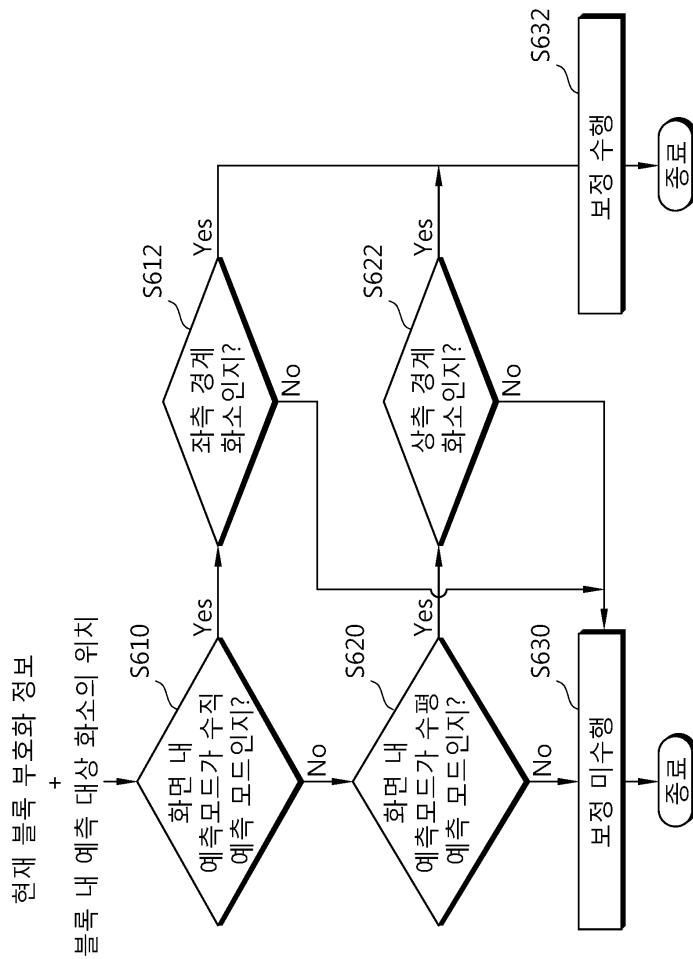 현재 블록 부호화 정보
+
블록 내 예측 대상 화소의 위치
S610
화면 내
예측모드가 수직
예측 모드인지?
Yes
No
S612
좌측 경계
화소인지?
Yes
No
S620
화면 내
예측모드가 수평
예측 모드인지?
Yes
No
S622
상측 경계
화소인지?
Yes
No
S630
보정 미수행
종료
S632
보정 수행
종료